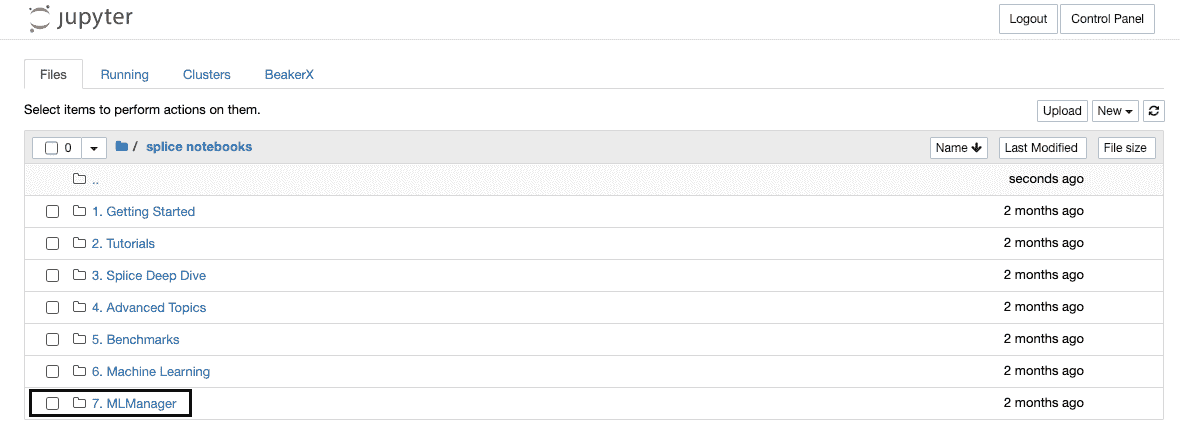 jupyter Logout Control Panel
Files Running Clusters BeakerX
Select items to perform actions on them. Upload New
0 / splice notebooks Name Last Modified File size
.. seconds ago
1. Getting Started 2 months ago
2. Tutorials 2 months ago
3. Splice Deep Dive 2 months ago
4. Advanced Topics 2 months ago
5. Benchmarks 2 months ago
6. Machine Learning 2 months ago
7. MLManager 2 months ago